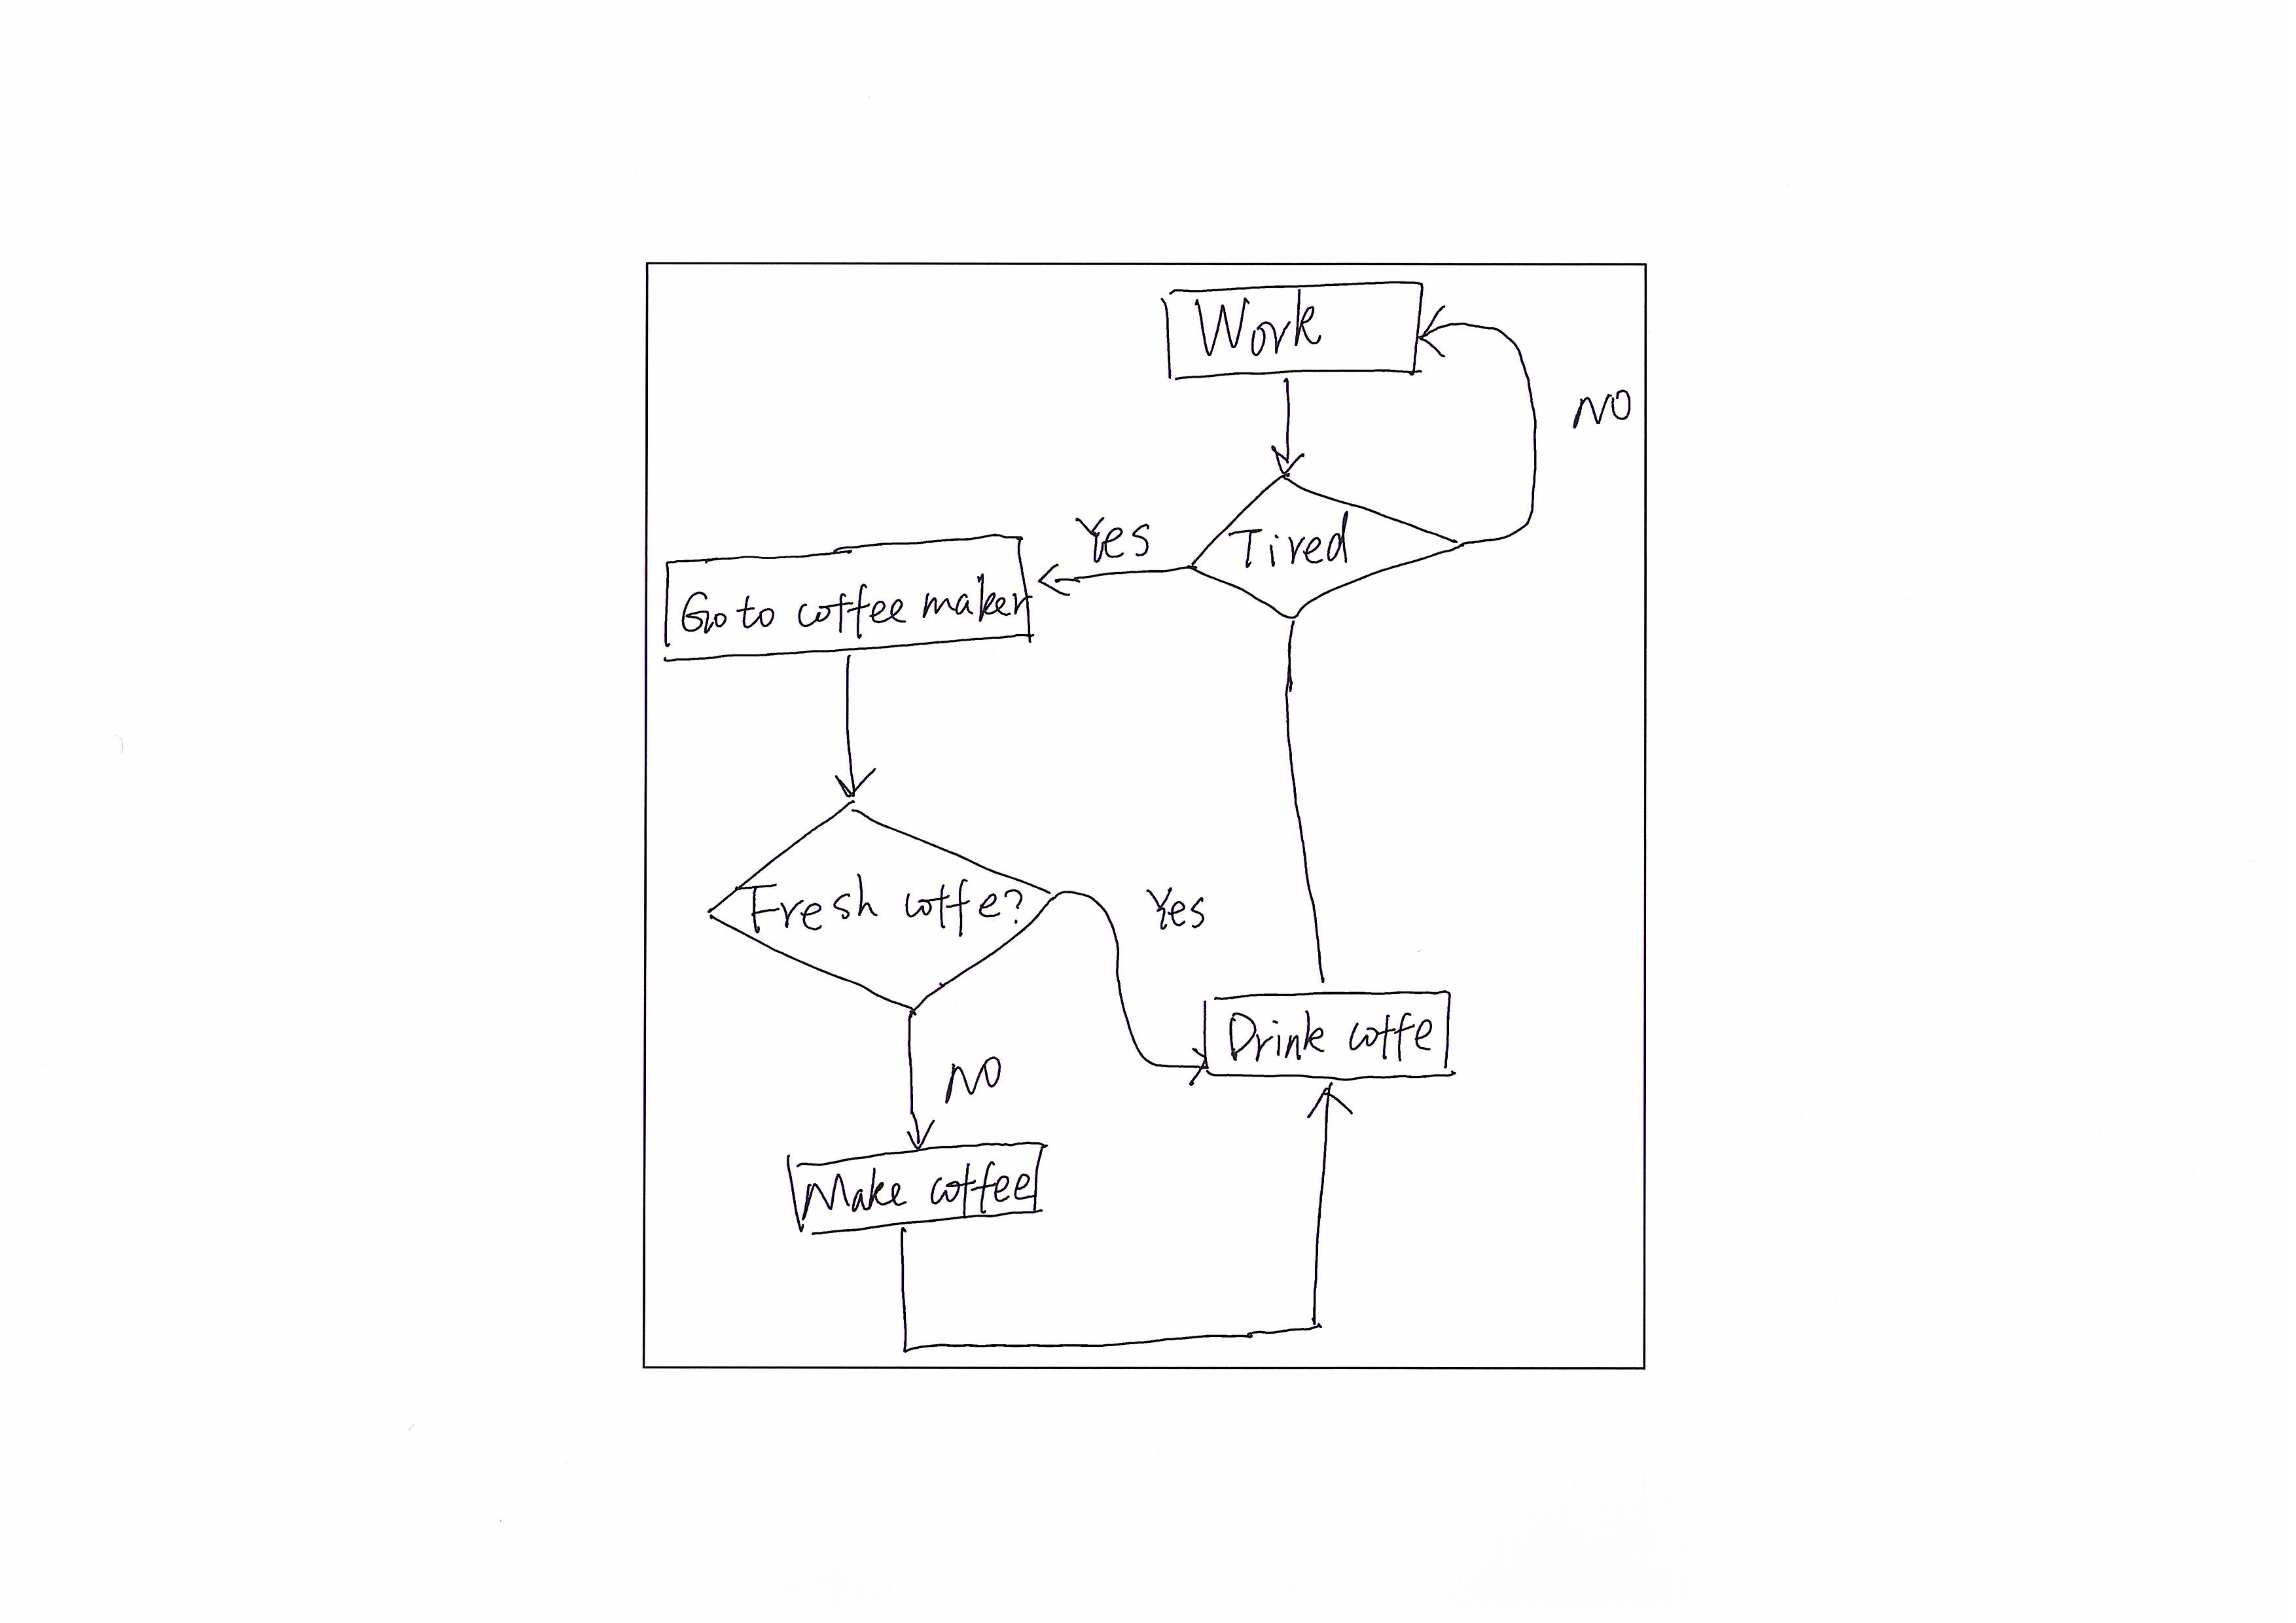 Work
NO
Yes
Tired
Go to coffee maker
Fresh coffe?
Yes
Drink coffe
NO
Make coffee